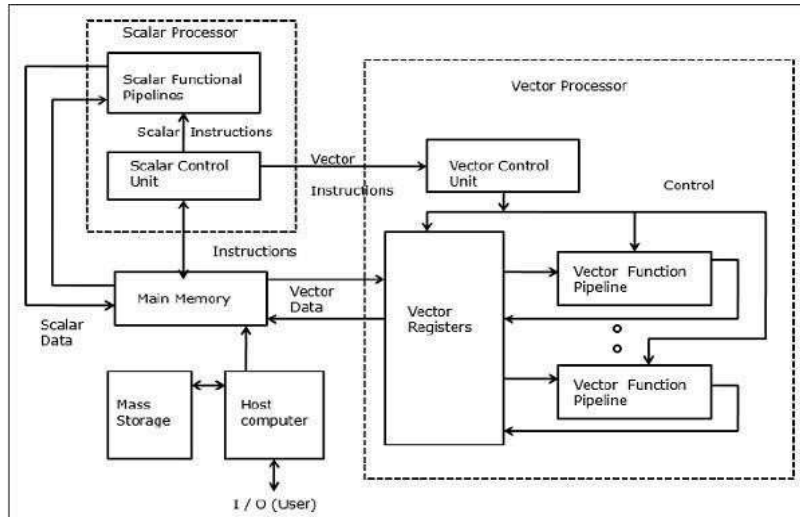 Scalar Processor
Scalar Functional
Pipelines
Scalar Instructions
Scalar Control
Unit
Vector
Instructions
Vector Processor
Vector Control
Unit
Control
Instructions
Main Memory
Vector
Data
Scalar
Data
Vector
Registers
Vector Function
Pipeline
Vector Function
Pipeline
Mass
Storage
Host
computer
I / O (User)